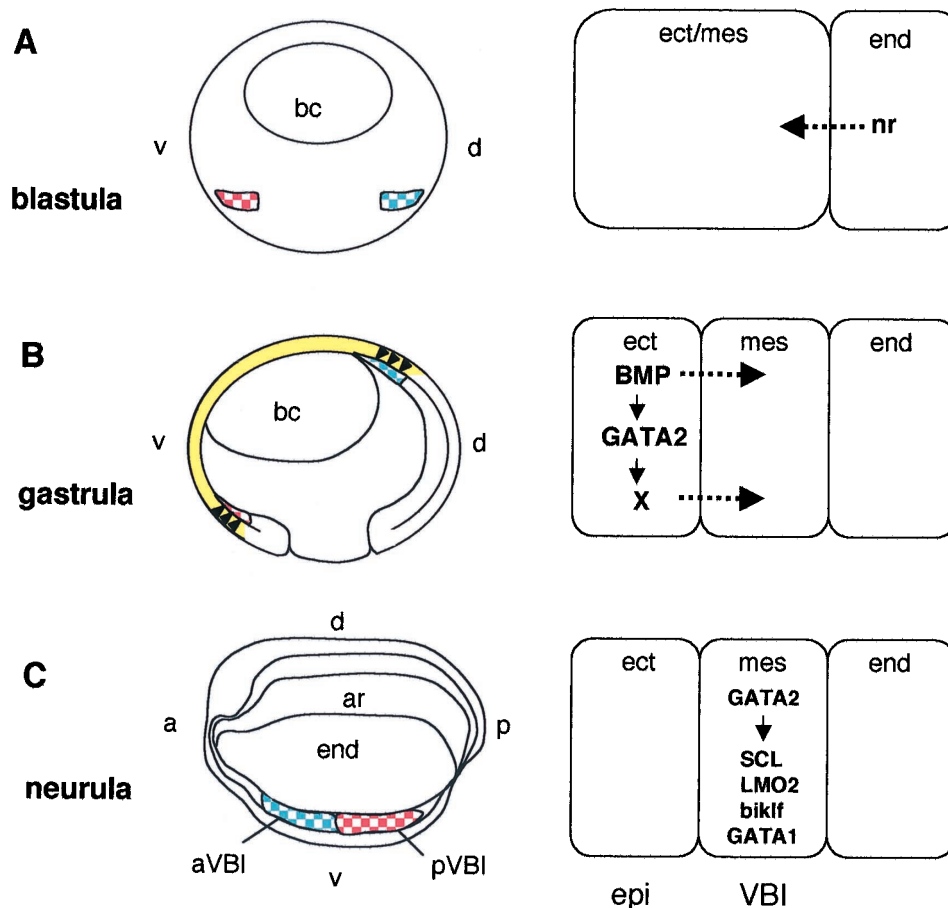 A
bc
v
d
blastula
ect/mes
end
nr
B
bc
v
d
gastrula
ect
mes
end
BMP
GATA2
X
C
d
a
ar
end
p
neurula
aVBI
v
pVBI
ect
mes
end
GATA2
SCL
LMO2
biklf
GATA1
epi
VBI